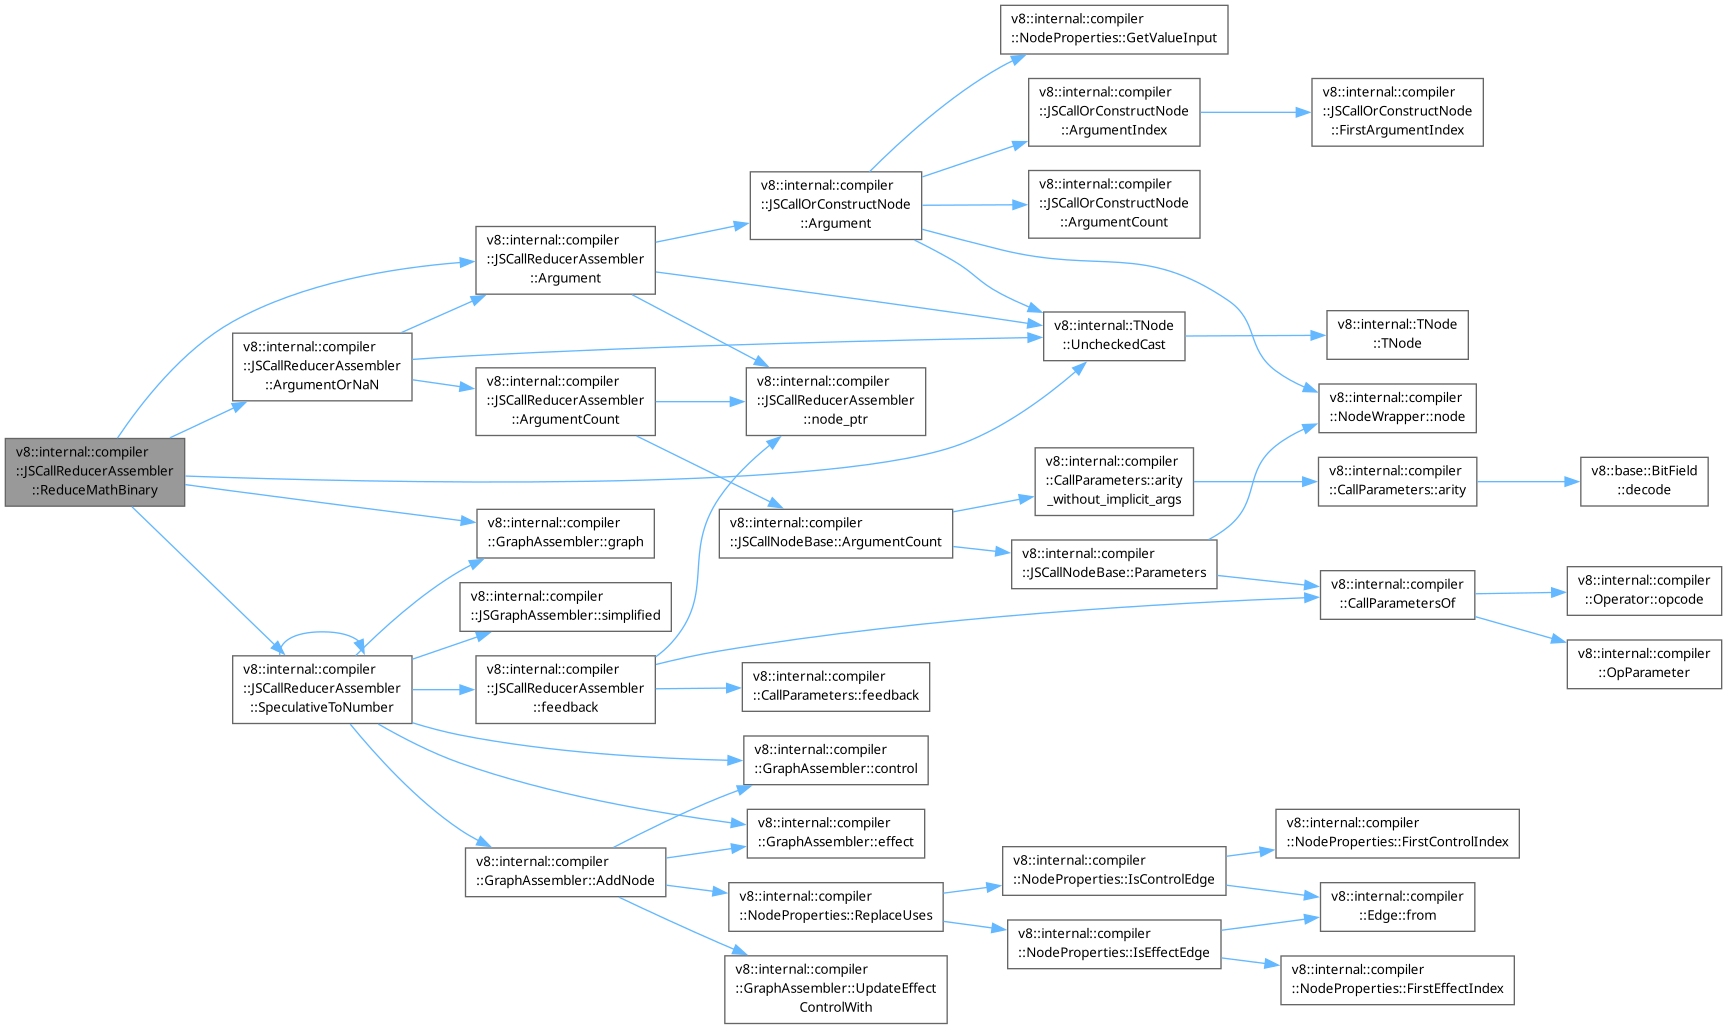 v8::internal::compiler
::JSCallReducerAssembler
::ReduceMathBinary
v8::internal::compiler
::JSCallReducerAssembler
::ArgumentOrNaN
v8::internal::compiler
::JSCallReducerAssembler
::SpeculativeToNumber
v8::internal::compiler
::JSCallReducerAssembler
::Argument
v8::internal::compiler
::JSCallReducerAssembler
::ArgumentCount
v8::internal::compiler
::GraphAssembler::graph
v8::internal::compiler
::JSGraphAssembler::simplified
v8::internal::compiler
::JSCallReducerAssembler
::feedback
v8::internal::compiler
::GraphAssembler::AddNode
v8::internal::compiler
::JSCallOrConstructNode
::Argument
v8::internal::compiler
::JSCallReducerAssembler
::node_ptr
v8::internal::compiler
::JSCallNodeBase::ArgumentCount
v8::internal::compiler
::CallParameters::feedback
v8::internal::compiler
::GraphAssembler::control
v8::internal::compiler
::GraphAssembler::effect
v8::internal::compiler
::NodeProperties::ReplaceUses
v8::internal::compiler
::GraphAssembler::UpdateEffect
ControlWith
v8::internal::compiler
::NodeProperties::GetValueInput
v8::internal::compiler
::JSCallOrConstructNode
::ArgumentIndex
v8::internal::compiler
::JSCallOrConstructNode
::ArgumentCount
v8::internal::TNode
::UncheckedCast
v8::internal::compiler
::CallParameters::arity
_without_implicit_args
v8::internal::compiler
::JSCallNodeBase::Parameters
v8::internal::compiler
::NodeProperties::IsControlEdge
v8::internal::compiler
::NodeProperties::IsEffectEdge
v8::internal::compiler
::JSCallOrConstructNode
::FirstArgumentIndex
v8::internal::TNode
::TNode
v8::internal::compiler
::NodeWrapper::node
v8::internal::compiler
::CallParameters::arity
v8::internal::compiler
::CallParametersOf
v8::internal::compiler
::NodeProperties::FirstControlIndex
v8::internal::compiler
::Edge::from
v8::internal::compiler
::NodeProperties::FirstEffectIndex
v8::base::BitField
::decode
v8::internal::compiler
::Operator::opcode
v8::internal::compiler
::OpParameter